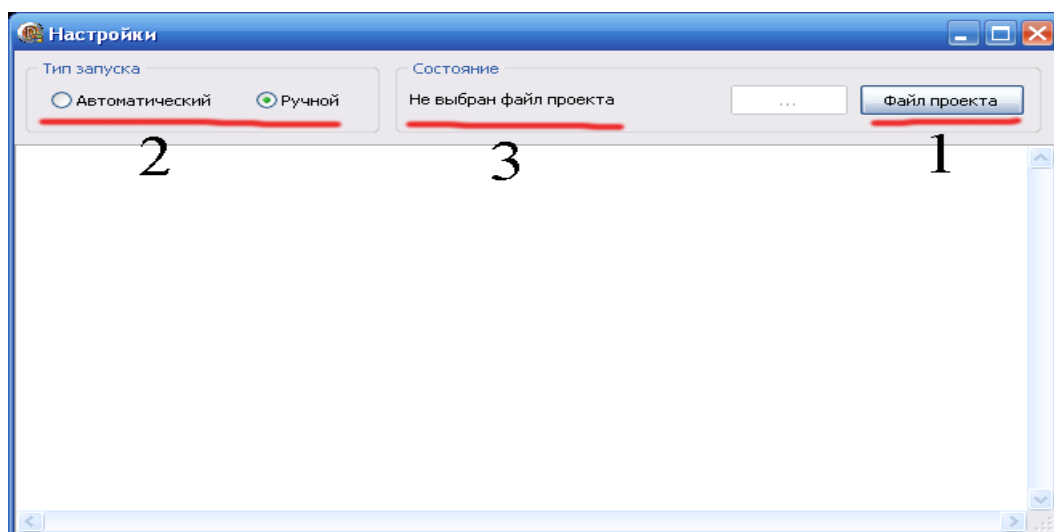 Настройки
Тип запуска
Состояние
Автоматический Ручной Не выбран файл проекта ... Файл проекта
2 3 1